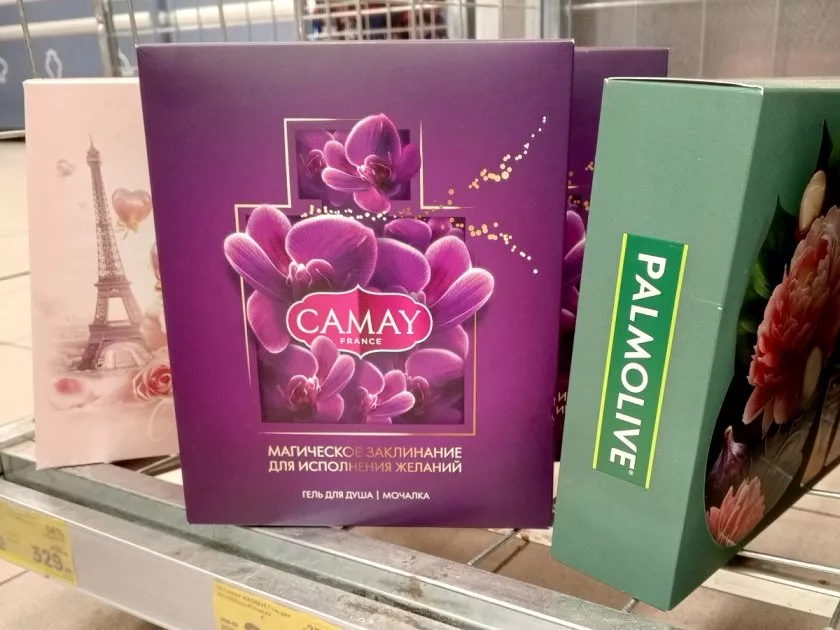 CAMAY
FRANCE
МАГИЧЕСКОЕ ЗАКЛИНАНИЕ
ДЛЯ ИСПОЛНЕНИЯ ЖЕЛАНИЙ
ГЕЛЬ ДЛЯ ДУША | МОЧАЛКА
PALMOLIVE
329